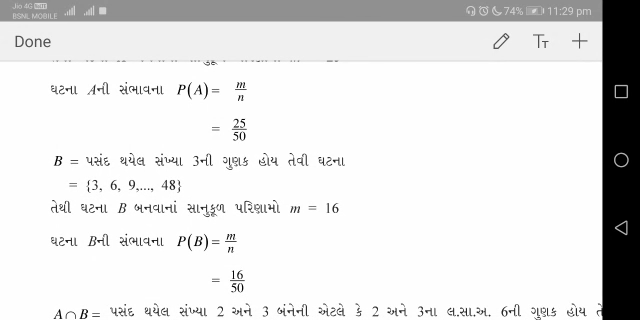 Jio 4G VoLTE
BSNL MOBILE
74%
11:29 pm
Done
TT
ઘટના Aની સંભાવના P(A) = m/n
= 25/50
B = પસંદ થયેલ સંખ્યા 3ની ગુણક હોય તેવી ઘટના
= {3, 6, 9,..., 48}
તેથી ઘટના B બનવાનાં સાનુકૂળ પરિણામો m = 16
ઘટના Bની સંભાવના P(B) = m/n
= 16/50
A∩B = પસંદ થયેલ સંખ્યા 2 અને 3 બંનેની એટલે કે 2 અને 3ના લ.સા.અ. 6ની ગુણક હોય તે